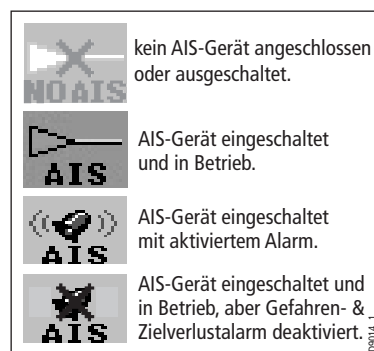 kein AIS-Gerät angeschlossen
oder ausgeschaltet.
NO AIS
AIS-Gerät eingeschaltet
und in Betrieb.
AIS
AIS-Gerät eingeschaltet
mit aktiviertem Alarm.
AIS
AIS-Gerät eingeschaltet und
in Betrieb, aber Gefahren- &
Zielverlustalarm deaktiviert.
AIS
D9014_1